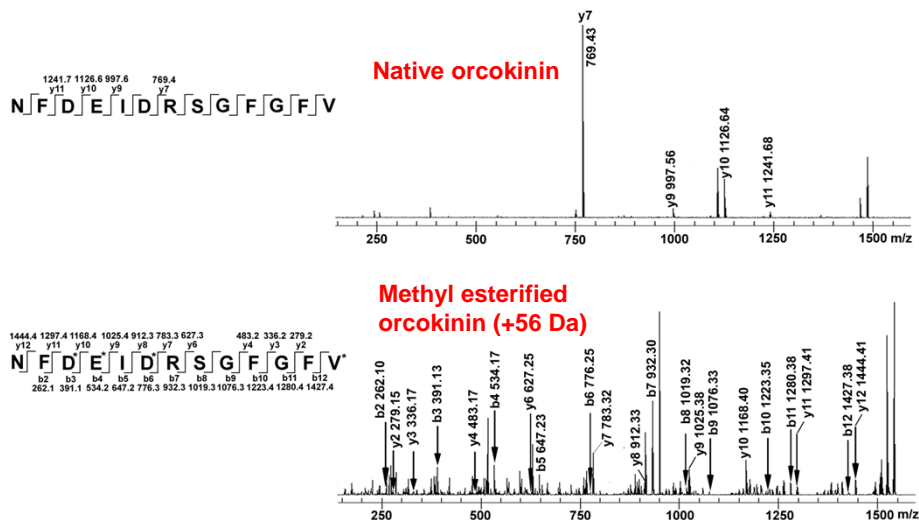 y7
769.43
Native orcokinin
1241.7 1126.6 997.6 769.4
y11 y10 y9 y7
N F D E I D R S G F G F V
y9 997.56
y10 1126.64
y11 1241.68
250 500 750 1000 1250 1500 m/z
Methyl esterified
orcokinin (+56 Da)
1444.4 1297.4 1168.4 1025.4 912.3 783.3 627.3 483.2 336.2 279.2
y12 y11 y10 y9 y8 y7 y6 y4 y3 y2
N F D* E* I D* R S G F G F V*
b2 b3 b4 b5 b6 b7 b8 b9 b10 b11 b12
262.1 391.1 534.2 647.2 776.3 932.3 1019.3 1076.3 1223.4 1280.4 1427.4
b2 262.10
y2 279.15
y3 336.17
b3 391.13
y4 483.17
b4 534.17
y6 627.25
b5 647.23
b6 776.25
y7 783.32
y8 912.33
b7 932.30
b8 1019.32
y9 1025.38
b9 1076.33
y10 1168.40
b10 1223.35
b11 1280.38
y11 1297.41
b12 1427.38
y12 1444.41
250 500 750 1000 1250 1500 m/z